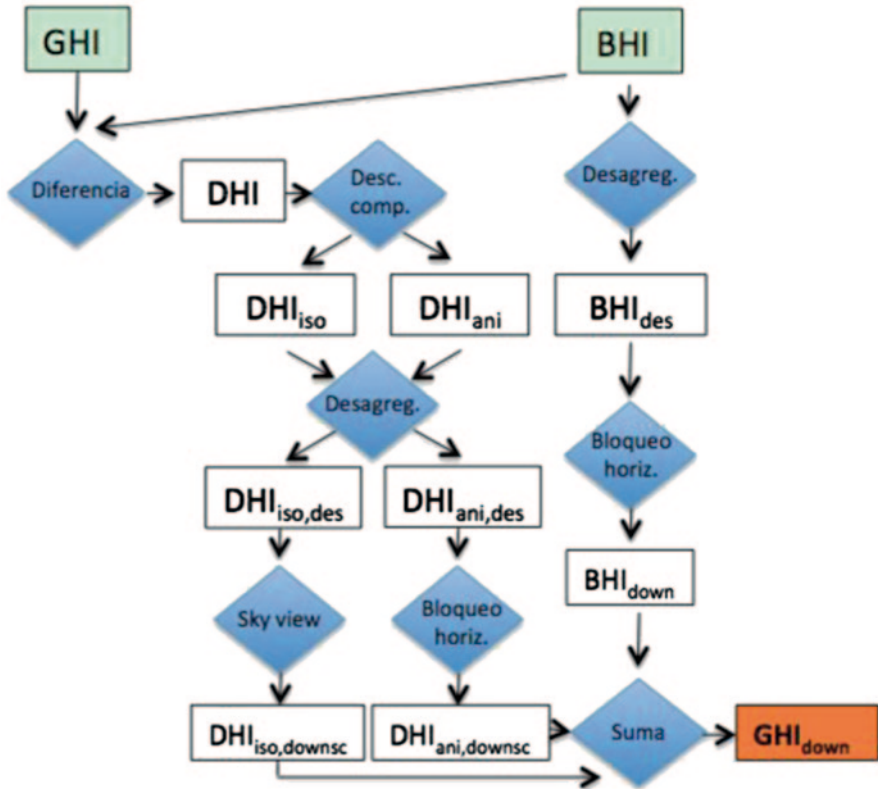 GHI
BHI
Diferencia
DHI
Desc.
comp.
Desagreg.
DHIiso
DHIani
BHIdes
Desagreg.
Bloqueo
horiz.
DHIiso,des
DHIani,des
BHIdown
Sky view
Bloqueo
horiz.
DHIiso,downsc
DHIani,downsc
Suma
GHIdown